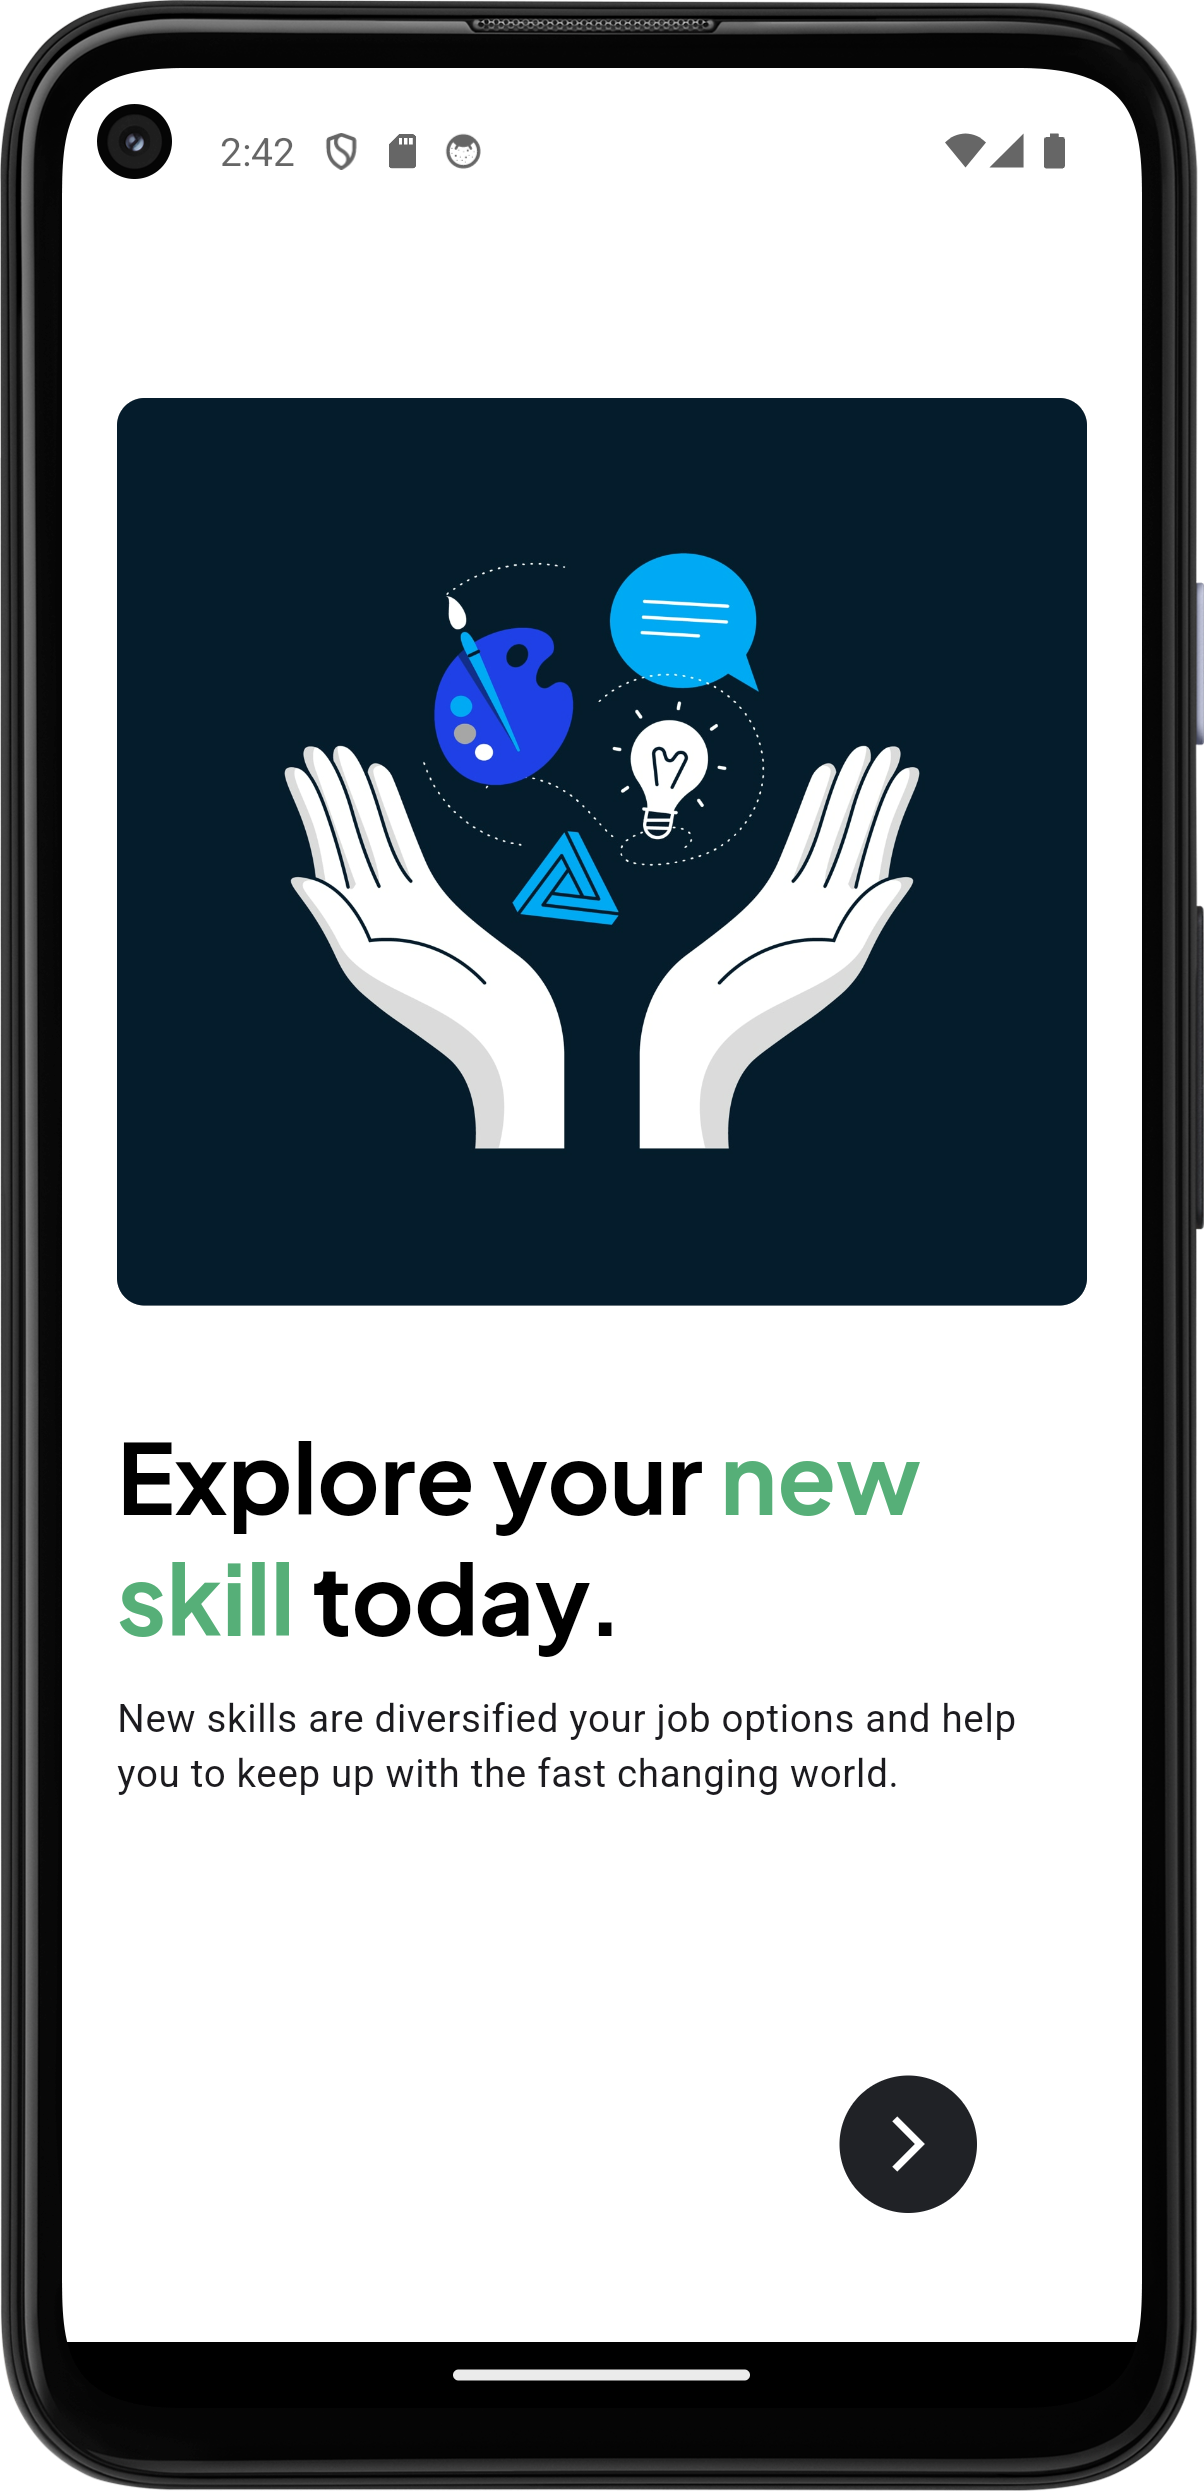 2:42
Explore your new
skill today.
New skills are diversified your job options and help
you to keep up with the fast changing world.